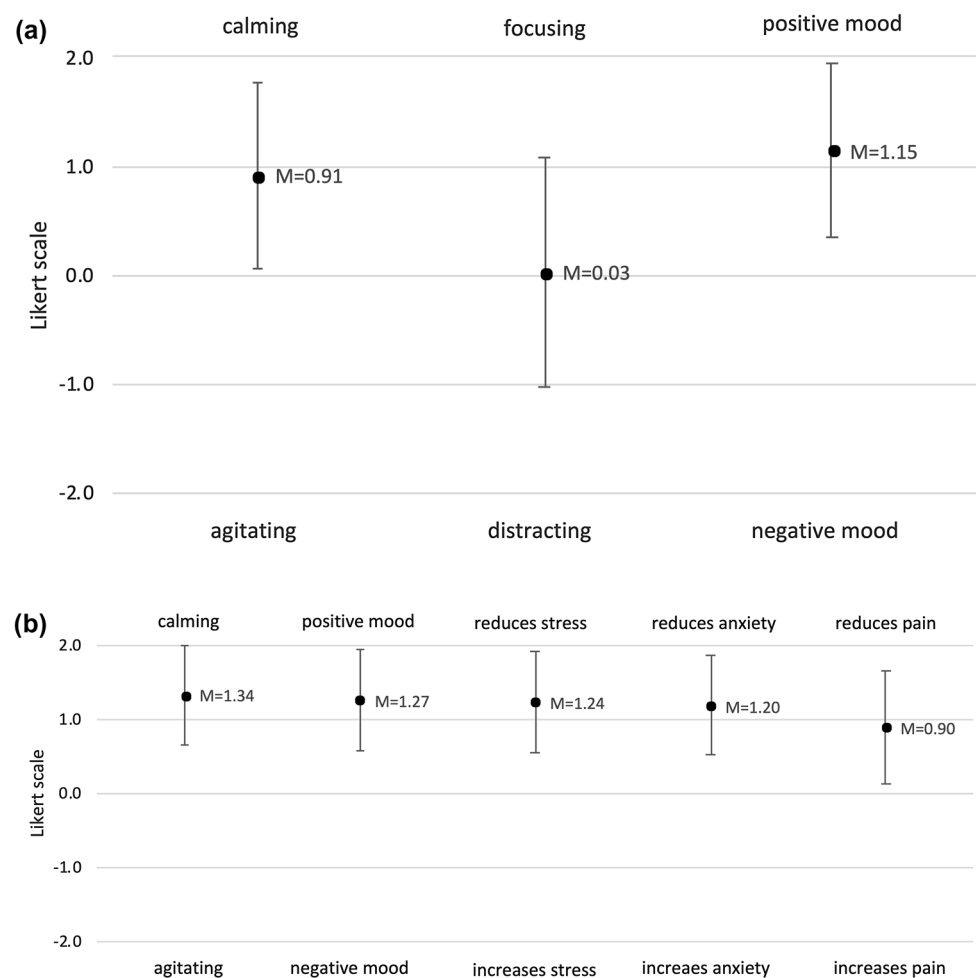 (a)
calming focusing positive mood
2.0
1.0
0.0
-1.0
-2.0
Likert scale
M=0.91
M=0.03
M=1.15
agitating distracting negative mood
(b)
calming positive mood reduces stress reduces anxiety reduces pain
2.0
1.0
0.0
-1.0
-2.0
Likert scale
M=1.34
M=1.27
M=1.24
M=1.20
M=0.90
agitating negative mood increases stress increaes anxiety increases pain